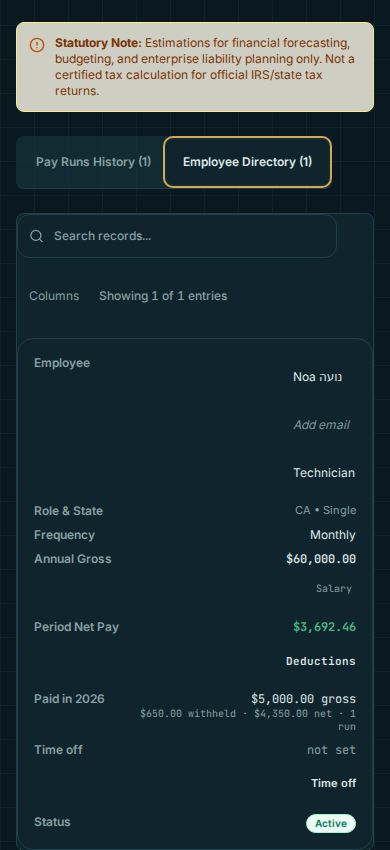 Statutory Note: Estimations for financial forecasting,
budgeting, and enterprise liability planning only. Not a
certified tax calculation for official IRS/state tax
returns.
Pay Runs History (1)
Employee Directory (1)
Search records...
Columns
Showing 1 of 1 entries
Employee
Noa נועה
Add email
Technician
Role & State
CA • Single
Frequency
Monthly
Annual Gross
$60,000.00
Salary
Period Net Pay
$3,692.46
Deductions
Paid in 2026
$5,000.00 gross
$650.00 withheld · $4,350.00 net · 1
run
Time off
not set
Time off
Status
Active